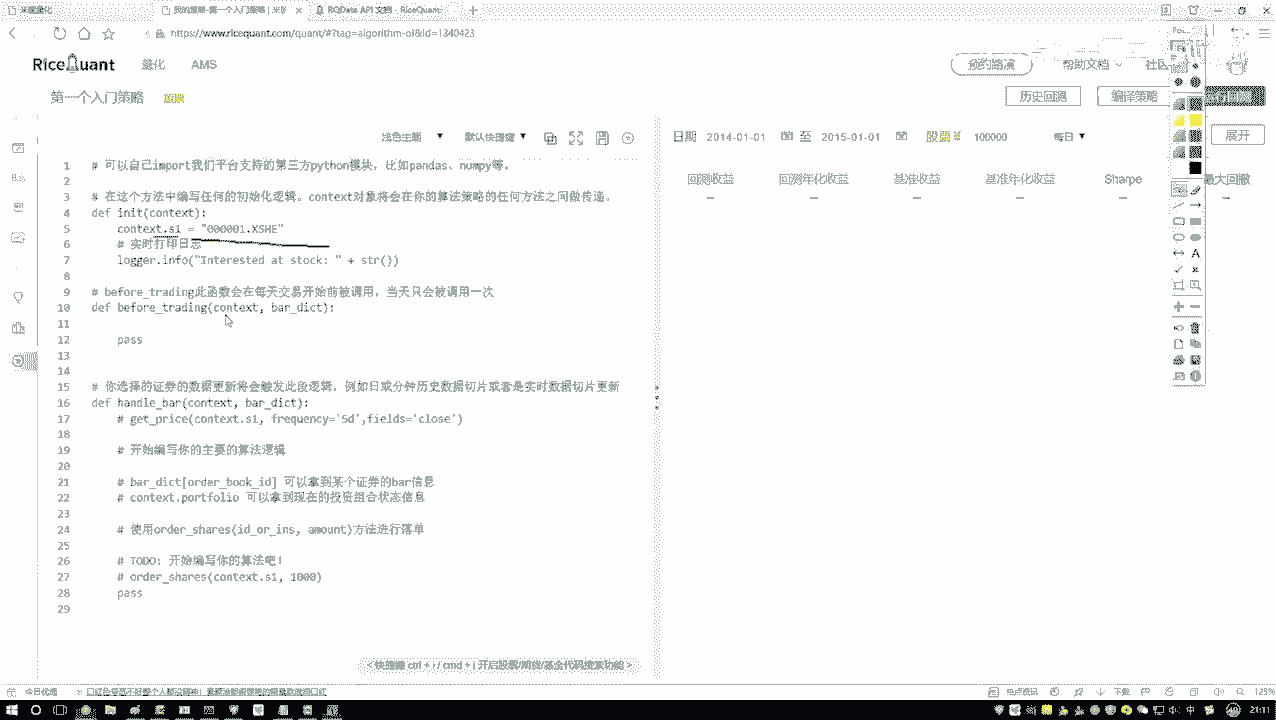 米筐量化
我的策略-第一个入门策略 | 米筐
RQData API 文档 - RiceQuant
https://www.ricequant.com/quant/#?tag=algorithm-ol&id=1340423
RiceQuant 量化 AMS 预约路演 帮助文档 社区
第一个入门策略 股票 历史回测 编译策略
浅色主题 默认快捷键 日期 2014-01-01 至 2015-01-01 股票 ¥ 100000 每日 展开
回测收益 回测年化收益 基准收益 基准年化收益 Sharpe 最大回撤
1 # 可以自己import我们平台支持的第三方python模块，比如pandas、numpy等。
2
3 # 在这个方法中编写任何的初始化逻辑。context对象将会在你的算法策略的任何方法之间做传递。
4 def init(context):
5 context.s1 = "000001.XSHE"
6 # 实时打印日志
7 logger.info("Interested at stock: " + str())
8
9 # before_trading此函数会在每天交易开始前被调用，当天只会被调用一次
10 def before_trading(context, bar_dict):
11
12 pass
13
14
15 # 你选择的证券的数据更新将会触发此段逻辑，例如日或分钟历史数据切片或者是实时数据切片更新
16 def handle_bar(context, bar_dict):
17 # get_price(context.s1, frequency='5d',fields='close')
18
19 # 开始编写你的主要的算法逻辑
20
21 # bar_dict[order_book_id] 可以拿到某个证券的bar信息
22 # context.portfolio 可以拿到现在的投资组合状态信息
23
24 # 使用order_shares(id_or_ins, amount)方法进行落单
25
26 # TODO: 开始编写你的算法吧！
27 # order_shares(context.s1, 1000)
28 pass
29
< 快捷键 ctrl + i / cmd + i 开启股票/期货/基金代码搜索功能 >
今日优选 热点资讯 下载 125%
中 21:11